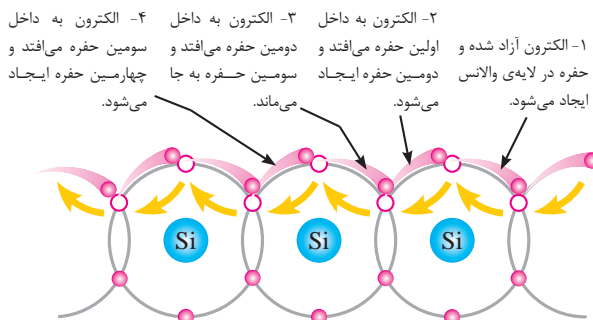 ۱- الکترون آزاد شده و
حفره در لایه‌ی والانس
ایجاد می‌شود.
۲- الکترون به داخل
اولین حفره می‌افتد و
دومین حفره ایجاد
می‌شود.
۳- الکترون به داخل
دومین حفره می‌افتد و
سومین حفره به جا
می‌ماند.
۴- الکترون به داخل
سومین حفره می‌افتد و
چهارمین حفره ایجاد
می‌شود.
Si
Si
Si